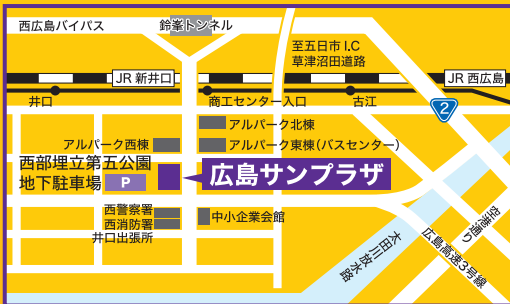 西広島バイパス
鈴峯トンネル
至五日市 I.C
草津沼田道路
JR 新井口
JR 西広島
井口
商工センター入口
古江
2
アルパーク北棟
アルパーク西棟
アルパーク東棟(バスセンター)
西部埋立第五公園
地下駐車場
P
広島サンプラザ
西警察署
西消防署
井口出張所
中小企業会館
太田川放水路
広島高速3号線
空港通り